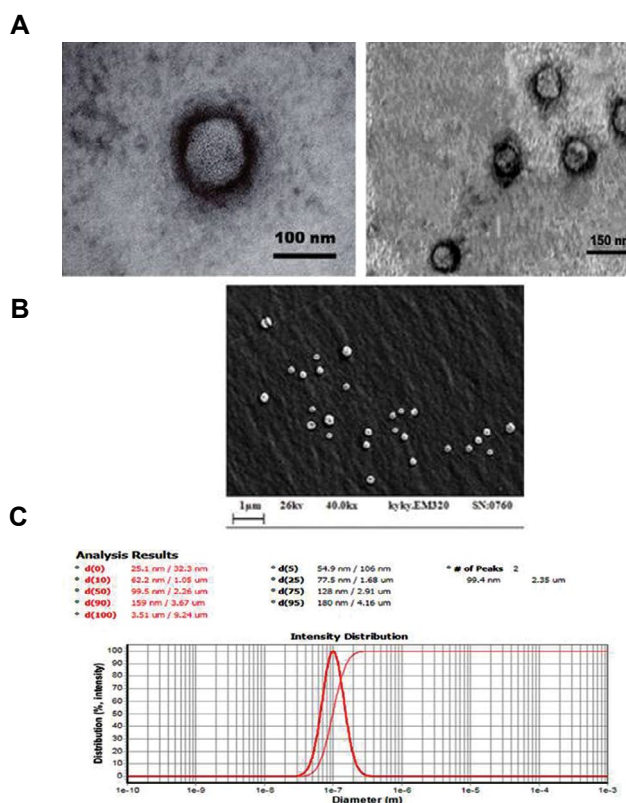 A
100 nm
150 nm
B
1µm 26kv 40.0kx kyky.EM320 SN:0760
C
Analysis Results
d(0) 25.1 nm / 32.3 nm d(5) 54.9 nm / 106 nm # of Peaks 2
d(10) 62.2 nm / 1.05 um d(25) 77.5 nm / 1.68 um 99.4 nm 2.35 um
d(50) 99.5 nm / 2.26 um d(75) 128 nm / 2.91 um
d(90) 159 nm / 3.67 um d(95) 180 nm / 4.16 um
d(100) 3.51 um / 9.24 um
Intensity Distribution
Distribution (%, intensity)
100
90
80
70
60
50
40
30
20
10
0
1e-10 1e-9 1e-8 1e-7 1e-6 1e-5 1e-4 1e-3
Diameter (m)